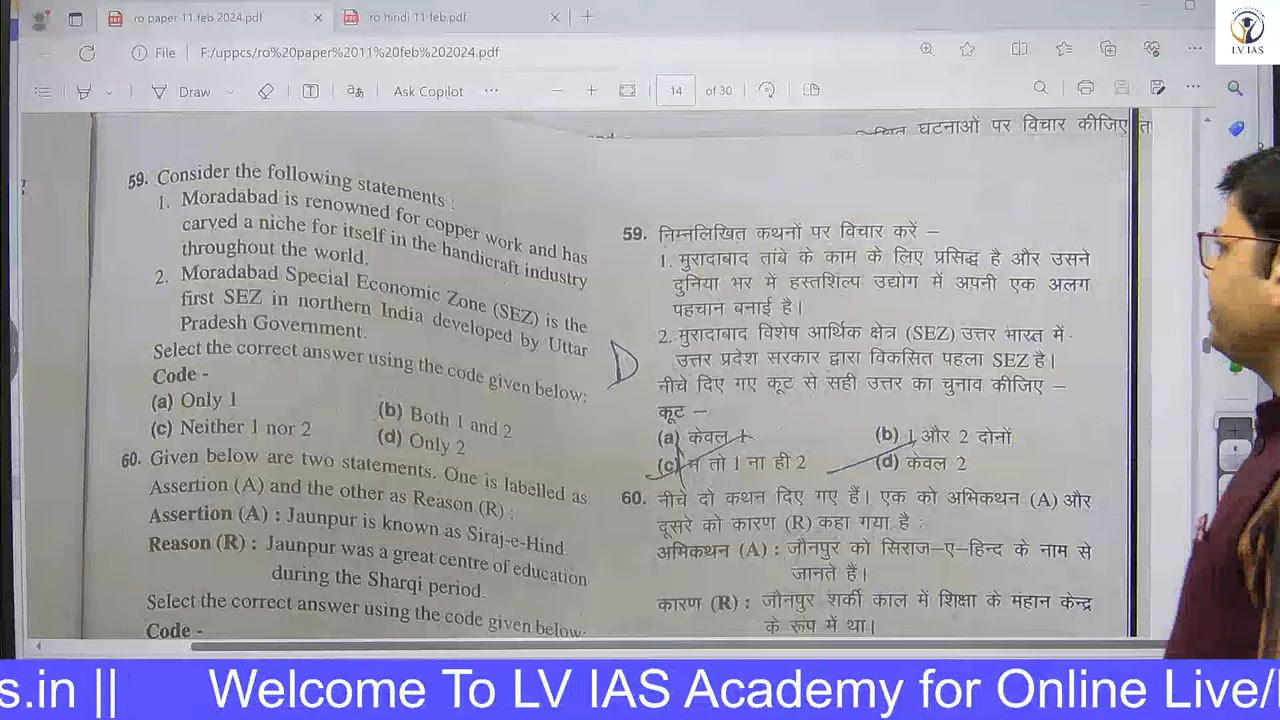 ro paper 11 feb 2024.pdf
ro hindi 11 feb.pdf
LV IAS
File
F:/uppcs/ro%20paper%2011%20feb%202024.pdf
Draw
Ask Copilot
14
of 30
घटनाओं पर विचार कीजिए
59. Consider the following statements :
1. Moradabad is renowned for copper work and has
carved a niche for itself in the handicraft industry
throughout the world.
2. Moradabad Special Economic Zone (SEZ) is the
first SEZ in northern India developed by Uttar
Pradesh Government.
Select the correct answer using the code given below:
Code -
(a) Only 1
(b) Both 1 and 2
(c) Neither 1 nor 2
(d) Only 2
60. Given below are two statements. One is labelled as
Assertion (A) and the other as Reason (R) :
Assertion (A) : Jaunpur is known as Siraj-e-Hind.
Reason (R) : Jaunpur was a great centre of education
during the Sharqi period.
Select the correct answer using the code given below:
Code -
59. निम्नलिखित कथनों पर विचार करें –
1. मुरादाबाद तांबे के काम के लिए प्रसिद्ध है और उसने
दुनिया भर में हस्तशिल्प उद्योग में अपनी एक अलग
पहचान बनाई है।
2. मुरादाबाद विशेष आर्थिक क्षेत्र (SEZ) उत्तर भारत में
उत्तर प्रदेश सरकार द्वारा विकसित पहला SEZ है।
नीचे दिए गए कूट से सही उत्तर का चुनाव कीजिए –
कूट –
(a) केवल 1
(b) 1 और 2 दोनों
(c) न तो 1 ना ही 2
(d) केवल 2
60. नीचे दो कथन दिए गए हैं। एक को अभिकथन (A) और
दूसरे को कारण (R) कहा गया है :
अभिकथन (A) : जौनपुर को सिराज–ए–हिन्द के नाम से
जानते हैं।
कारण (R) : जौनपुर शर्की काल में शिक्षा के महान केन्द्र
के रूप में था।
s.in || Welcome To LV IAS Academy for Online Live/